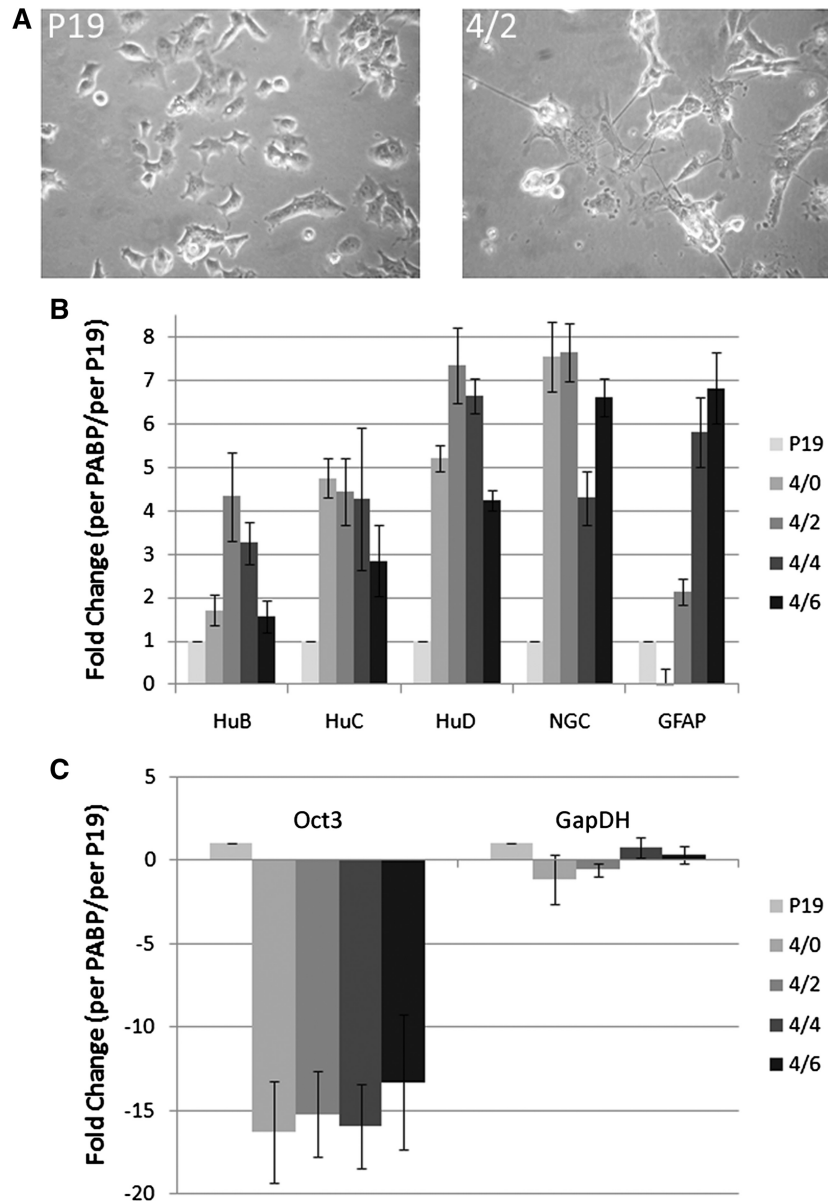 A
P19
4/2
B
Fold Change (per PABP/per P19)
8
7
6
5
4
3
2
1
0
HuB HuC HuD NGC GFAP
P19
4/0
4/2
4/4
4/6
C
Fold Change (per PABP/per P19)
5
0
-5
-10
-15
-20
Oct3 GapDH
P19
4/0
4/2
4/4
4/6